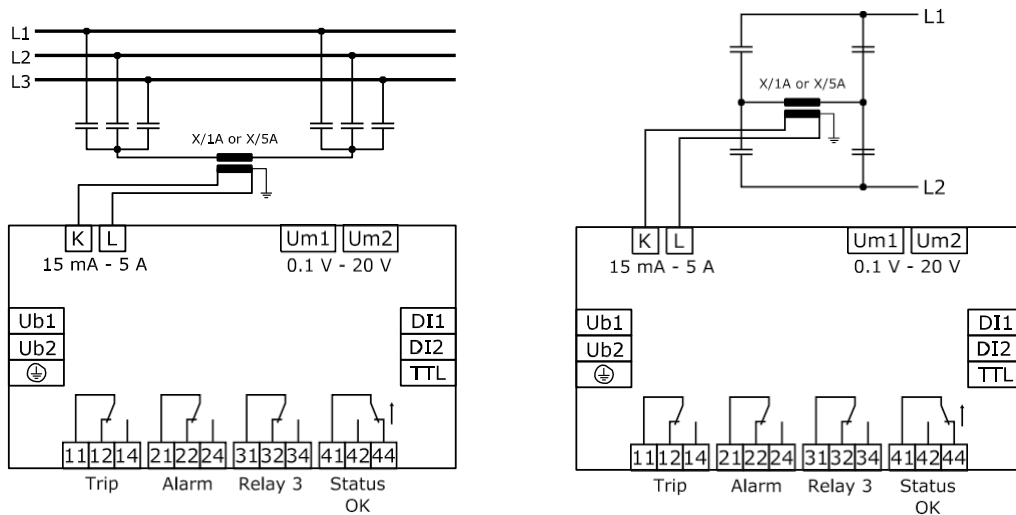 L1
L2
L3
X/1A or X/5A
K L Um1 Um2
15 mA - 5 A 0.1 V - 20 V
Ub1 DI1
Ub2 DI2
TTL
11 12 14 21 22 24 31 32 34 41 42 44
Trip Alarm Relay 3 Status
OK
L1
X/1A or X/5A
L2
K L Um1 Um2
15 mA - 5 A 0.1 V - 20 V
Ub1 DI1
Ub2 DI2
TTL
11 12 14 21 22 24 31 32 34 41 42 44
Trip Alarm Relay 3 Status
OK